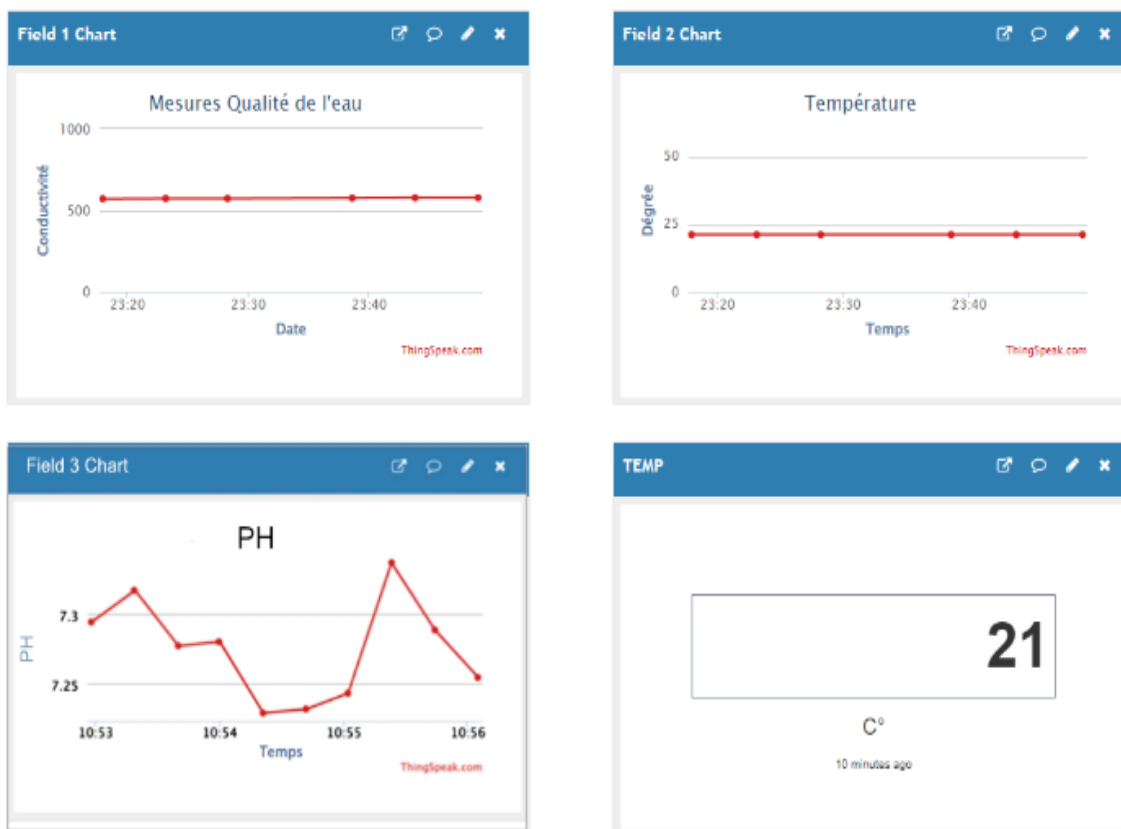 Field 1 Chart
Mesures Qualité de l'eau
1000
500
0
Conductivité
23:20 23:30 23:40
Date
ThingSpeak.com
Field 2 Chart
Température
50
25
0
Dégrée
23:20 23:30 23:40
Temps
ThingSpeak.com
Field 3 Chart
PH
7.3
7.25
PH
10:53 10:54 10:55 10:56
Temps
ThingSpeak.com
TEMP
21
C°
10 minutes ago